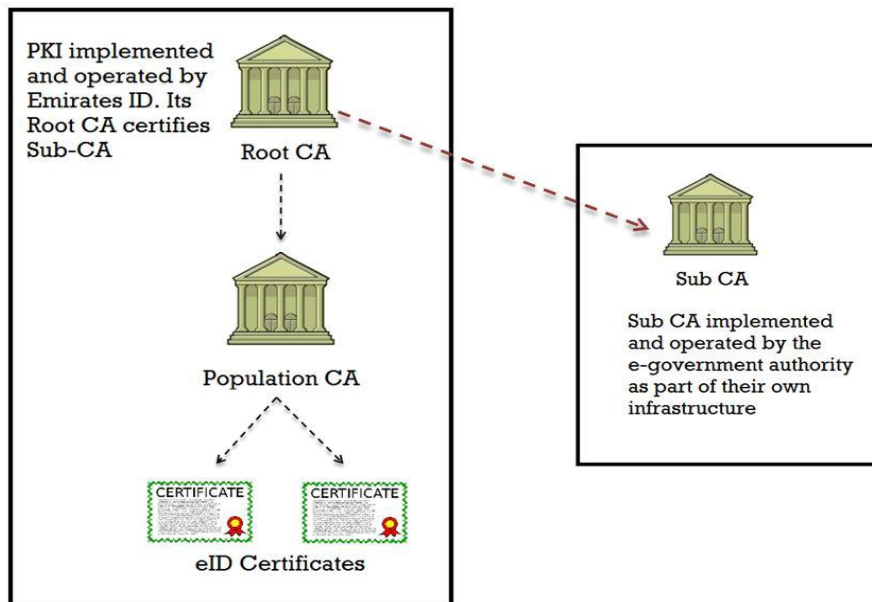 PKI implemented
and operated by
Emirates ID. Its
Root CA certifies
Sub-CA
Root CA
Population CA
CERTIFICATE
CERTIFICATE
eID Certificates
Sub CA
Sub CA implemented
and operated by the
e-government authority
as part of their own
infrastructure